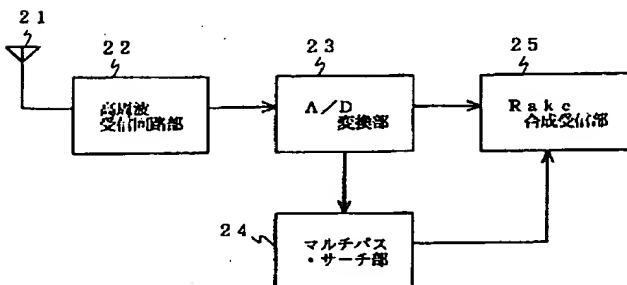 21
22
23
25
高周波
受信回路部
A/D
変換部
Rake
合成受信部
24
マルチパス
・サーチ部